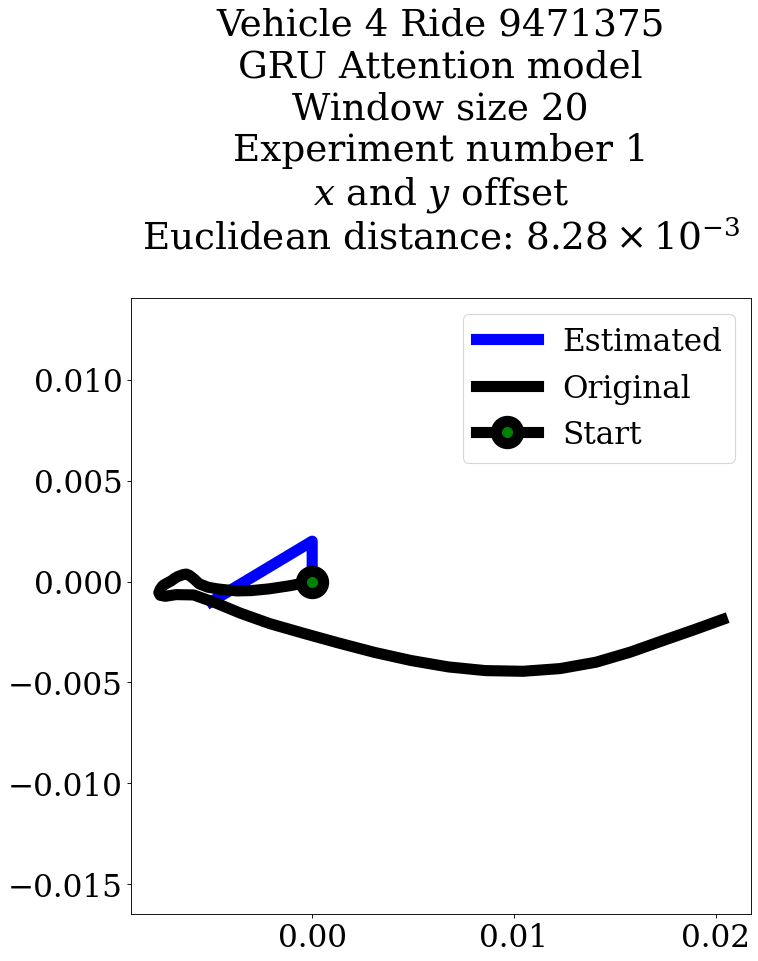 Vehicle 4 Ride 9471375
GRU Attention model
Window size 20
Experiment number 1
x and y offset
Euclidean distance: 8.28 × 10⁻³
Estimated
Original
Start
0.010
0.005
0.000
−0.005
−0.010
−0.015
0.00 0.01 0.02